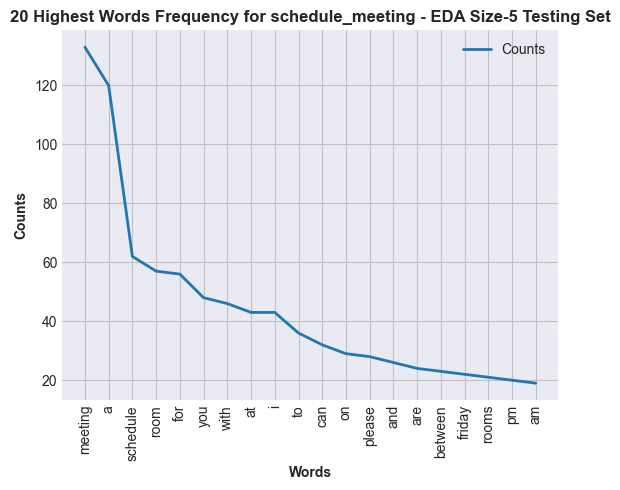 20 Highest Words Frequency for schedule_meeting - EDA Size-5 Testing Set
Counts
Counts
120
100
80
60
40
20
meeting
a
schedule
room
for
you
with
at
i
to
can
on
please
and
are
between
friday
rooms
pm
am
Words